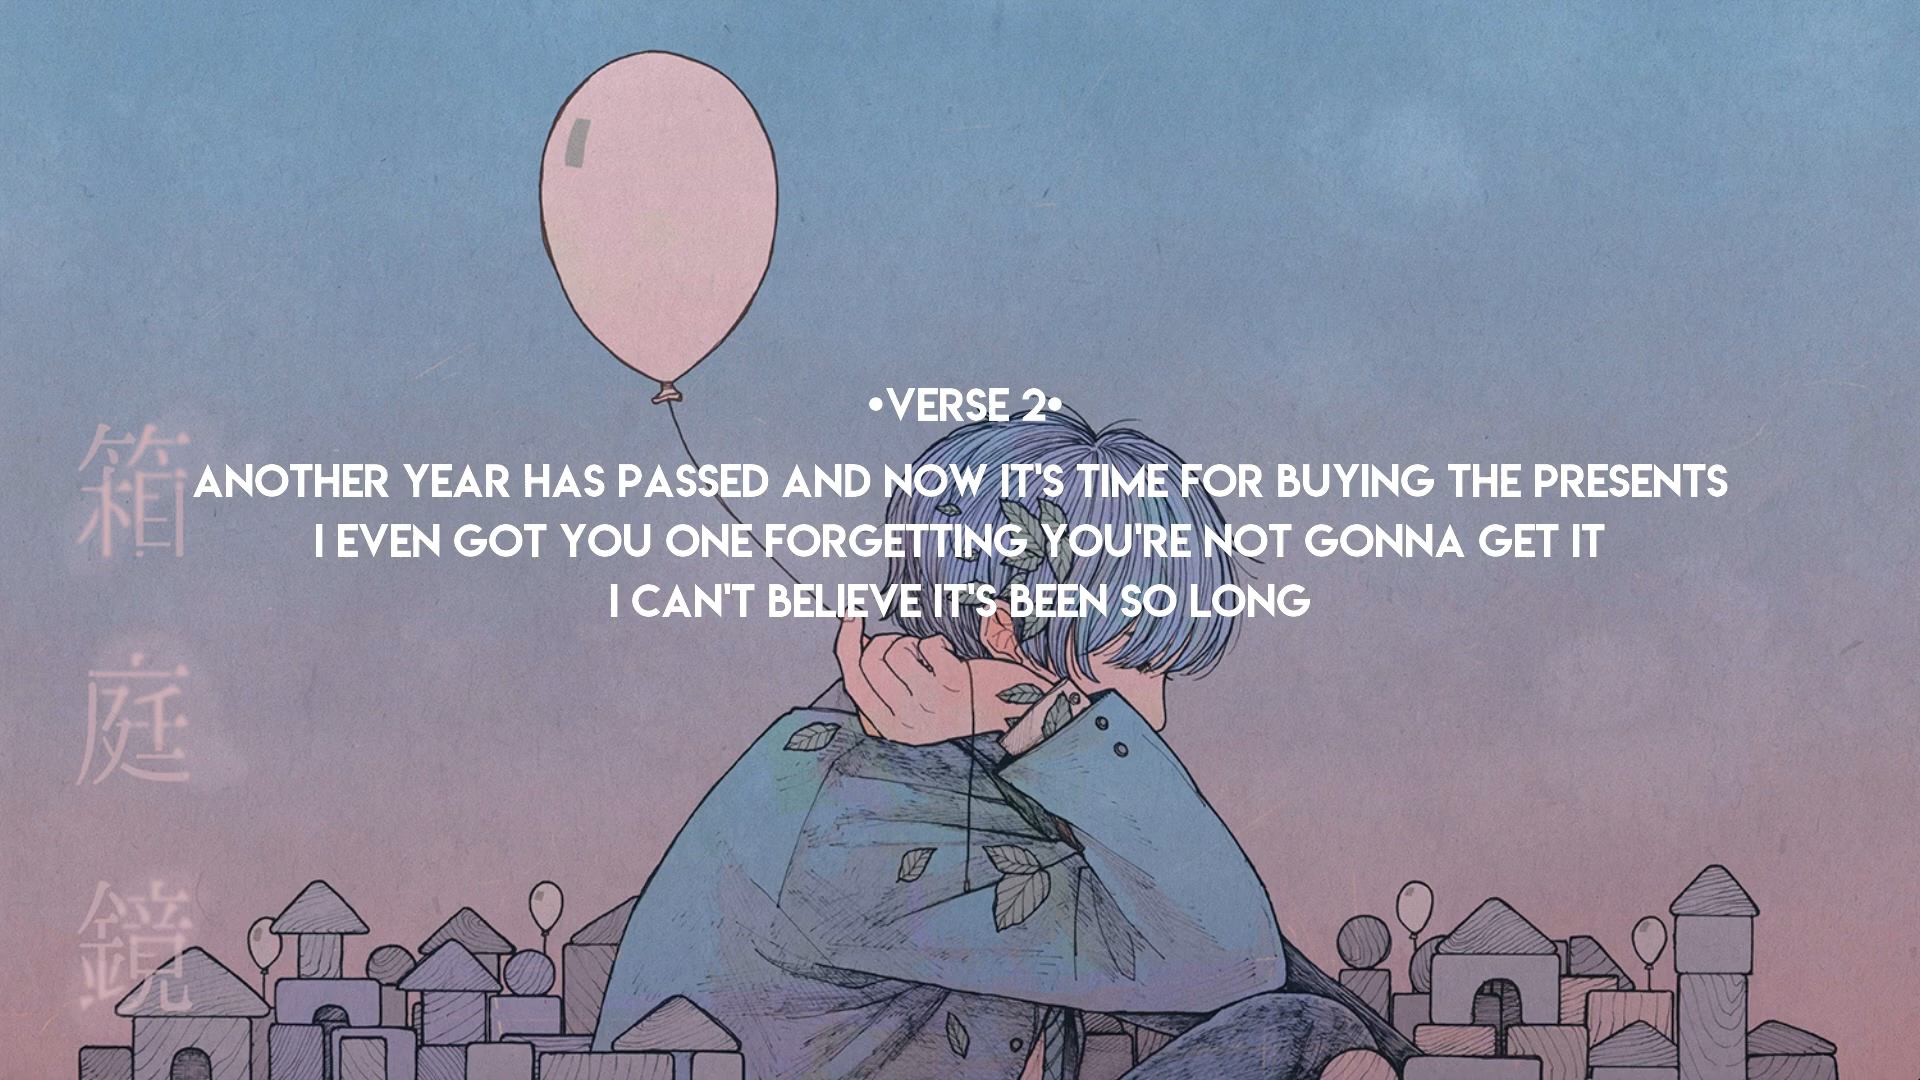 •VERSE 2•
ANOTHER YEAR HAS PASSED AND NOW IT'S TIME FOR BUYING THE PRESENTS
I EVEN GOT YOU ONE FORGETTING YOU'RE NOT GONNA GET IT
I CAN'T BELIEVE IT'S BEEN SO LONG
箱庭鏡